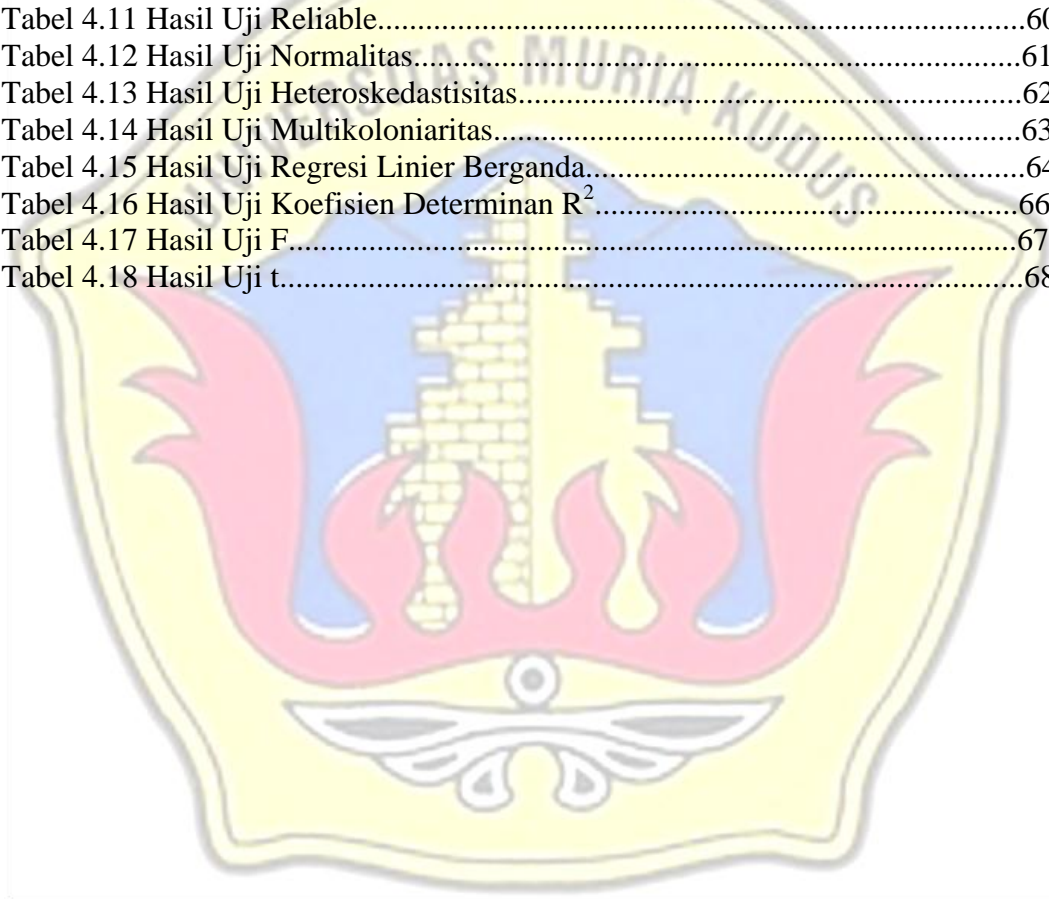 Tabel 4.11 Hasil Uji Reliable.......................................................................................60
Tabel 4.12 Hasil Uji Normalitas..................................................................................61
Tabel 4.13 Hasil Uji Heteroskedastisitas....................................................................62
Tabel 4.14 Hasil Uji Multikoloniaritas.......................................................................63
Tabel 4.15 Hasil Uji Regresi Linier Berganda...........................................................64
Tabel 4.16 Hasil Uji Koefisien Determinan R²..........................................................66
Tabel 4.17 Hasil Uji F..................................................................................................67
Tabel 4.18 Hasil Uji t....................................................................................................68
UNIVERSITAS MURIA KUDUS